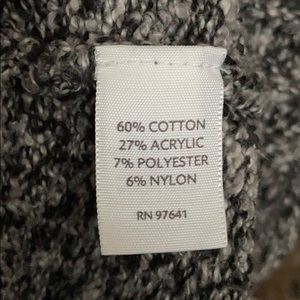 60% COTTON
27% ACRYLIC
7% POLYESTER
6% NYLON
RN 97641